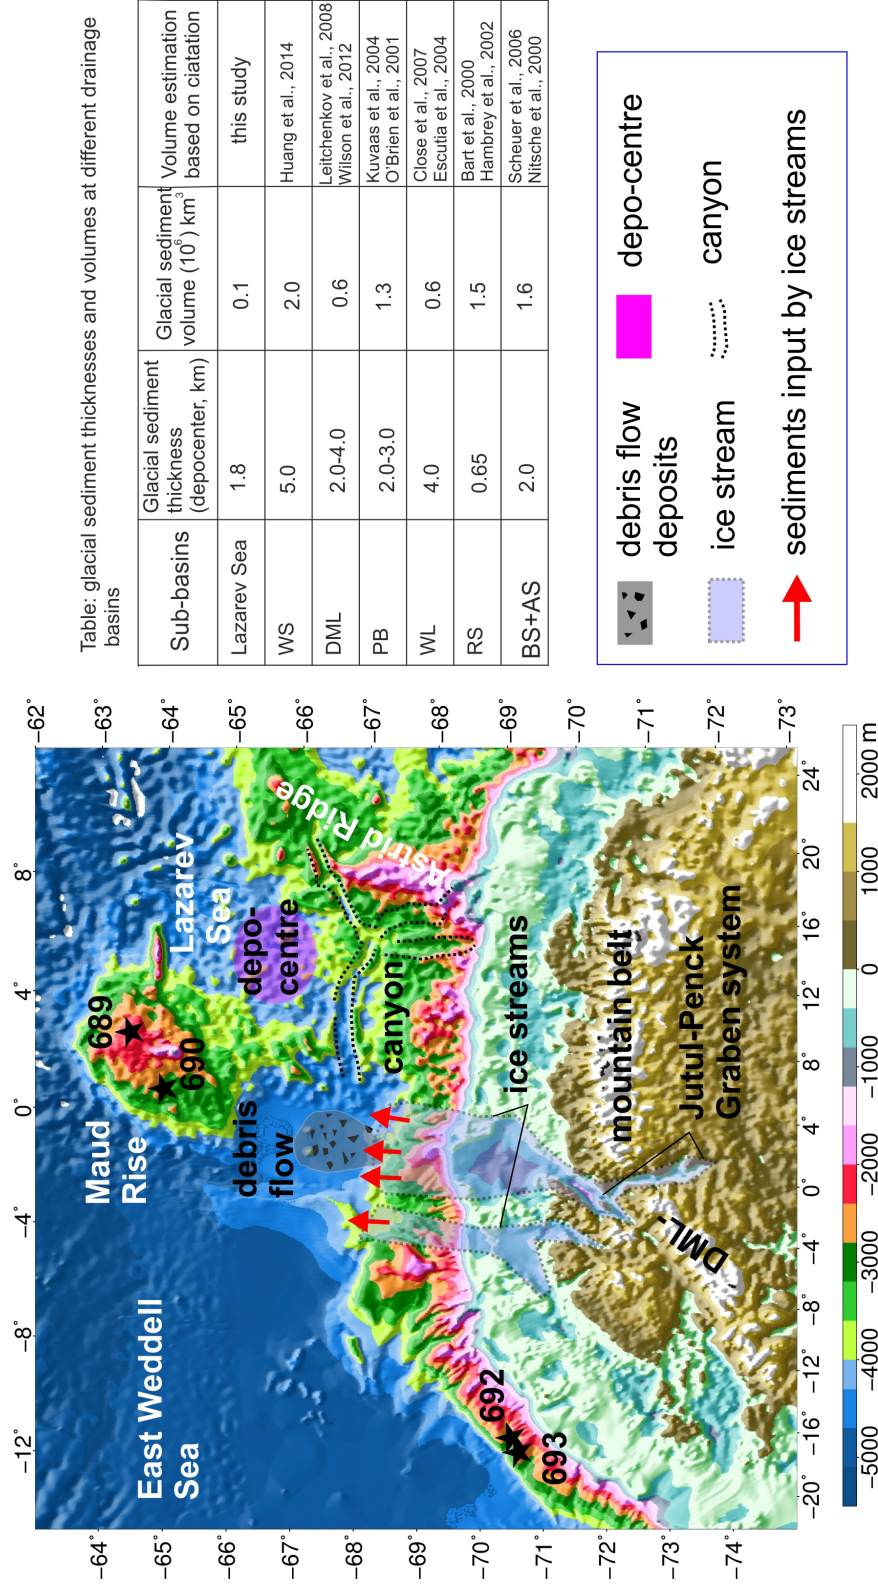 Table: glacial sediment thicknesses and volumes at different drainage
basins
Sub-basins
Glacial sediment
thickness
(depocenter, km)
Glacial sediment
volume (10⁶) km³
Volume estimation
based on ciatation
Lazarev Sea
1.8
0.1
this study
WS
5.0
2.0
Huang et al., 2014
DML
2.0-4.0
0.6
Leitchenkov et al., 2008
Wilson et al., 2012
PB
2.0-3.0
1.3
Kuvaas et al., 2004
O'Brien et al., 2001
WL
4.0
0.6
Close et al., 2007
Escutia et al., 2004
RS
0.65
1.5
Bart et al., 2000
Hambrey et al., 2002
BS+AS
2.0
1.6
Scheuer et al., 2006
Nitsche et al., 2000
debris flow
deposits
depo-centre
ice stream
canyon
sediments input by ice streams
−12˚ −8˚ −4˚ 0˚ 4˚ 8˚
−64˚
−66˚
−65˚
−67˚
−68˚
−70˚
−69˚
−71˚
−72˚
−73˚
−74˚
−62˚
−63˚
−64˚
−65˚
−66˚
−67˚
−68˚
−69˚
−70˚
−71˚
−72˚
−73˚
East Weddell
Sea
Maud
Rise
689
690
Lazarev
Sea
depo-
centre
debris
flow
Astrid Ridge
canyon
ice streams
692
693
mountain belt
DML-
Jutul-Penck
Graben system
−20˚ −16˚ −12˚ −8˚ −4˚ 0˚ 4˚ 8˚ 12˚ 16˚ 20˚ 24˚
−5000 −4000 −3000 −2000 −1000 0 1000 2000 m